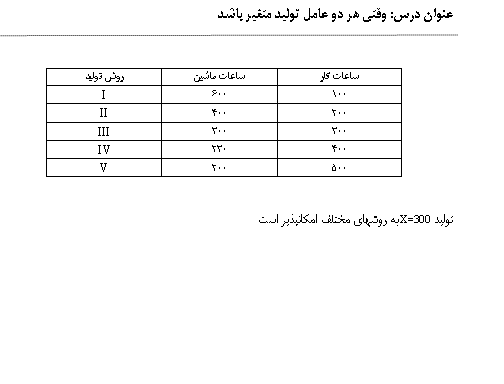 عنوان درس: وقتی هر دو عامل تولید متغیر باشد
ساعات کار ساعات ماشین روش تولید
۱۰۰ ۶۰۰ I
۲۰۰ ۴۰۰ II
۳۰۰ ۳۰۰ III
۴۰۰ ۲۳۰ IV
۵۰۰ ۲۰۰ V
تولید X=300به روشهای مختلف امکانپذیر است